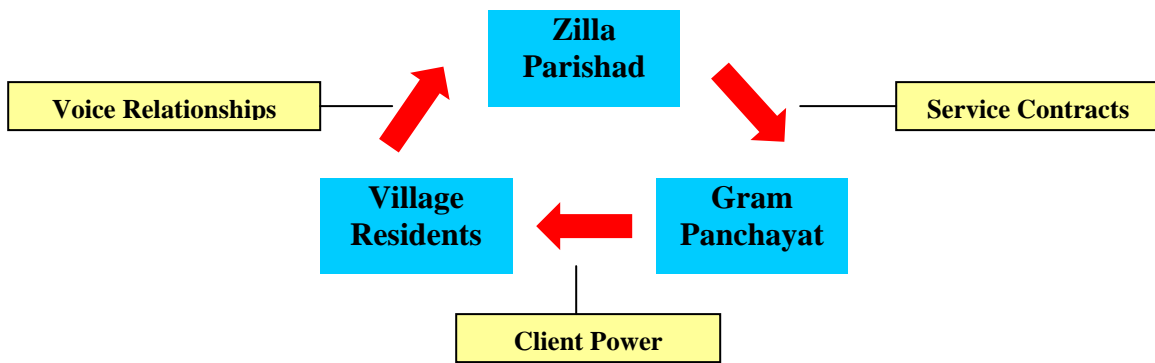 Zilla
Parishad
Voice Relationships
Service Contracts
Village
Residents
Gram
Panchayat
Client Power